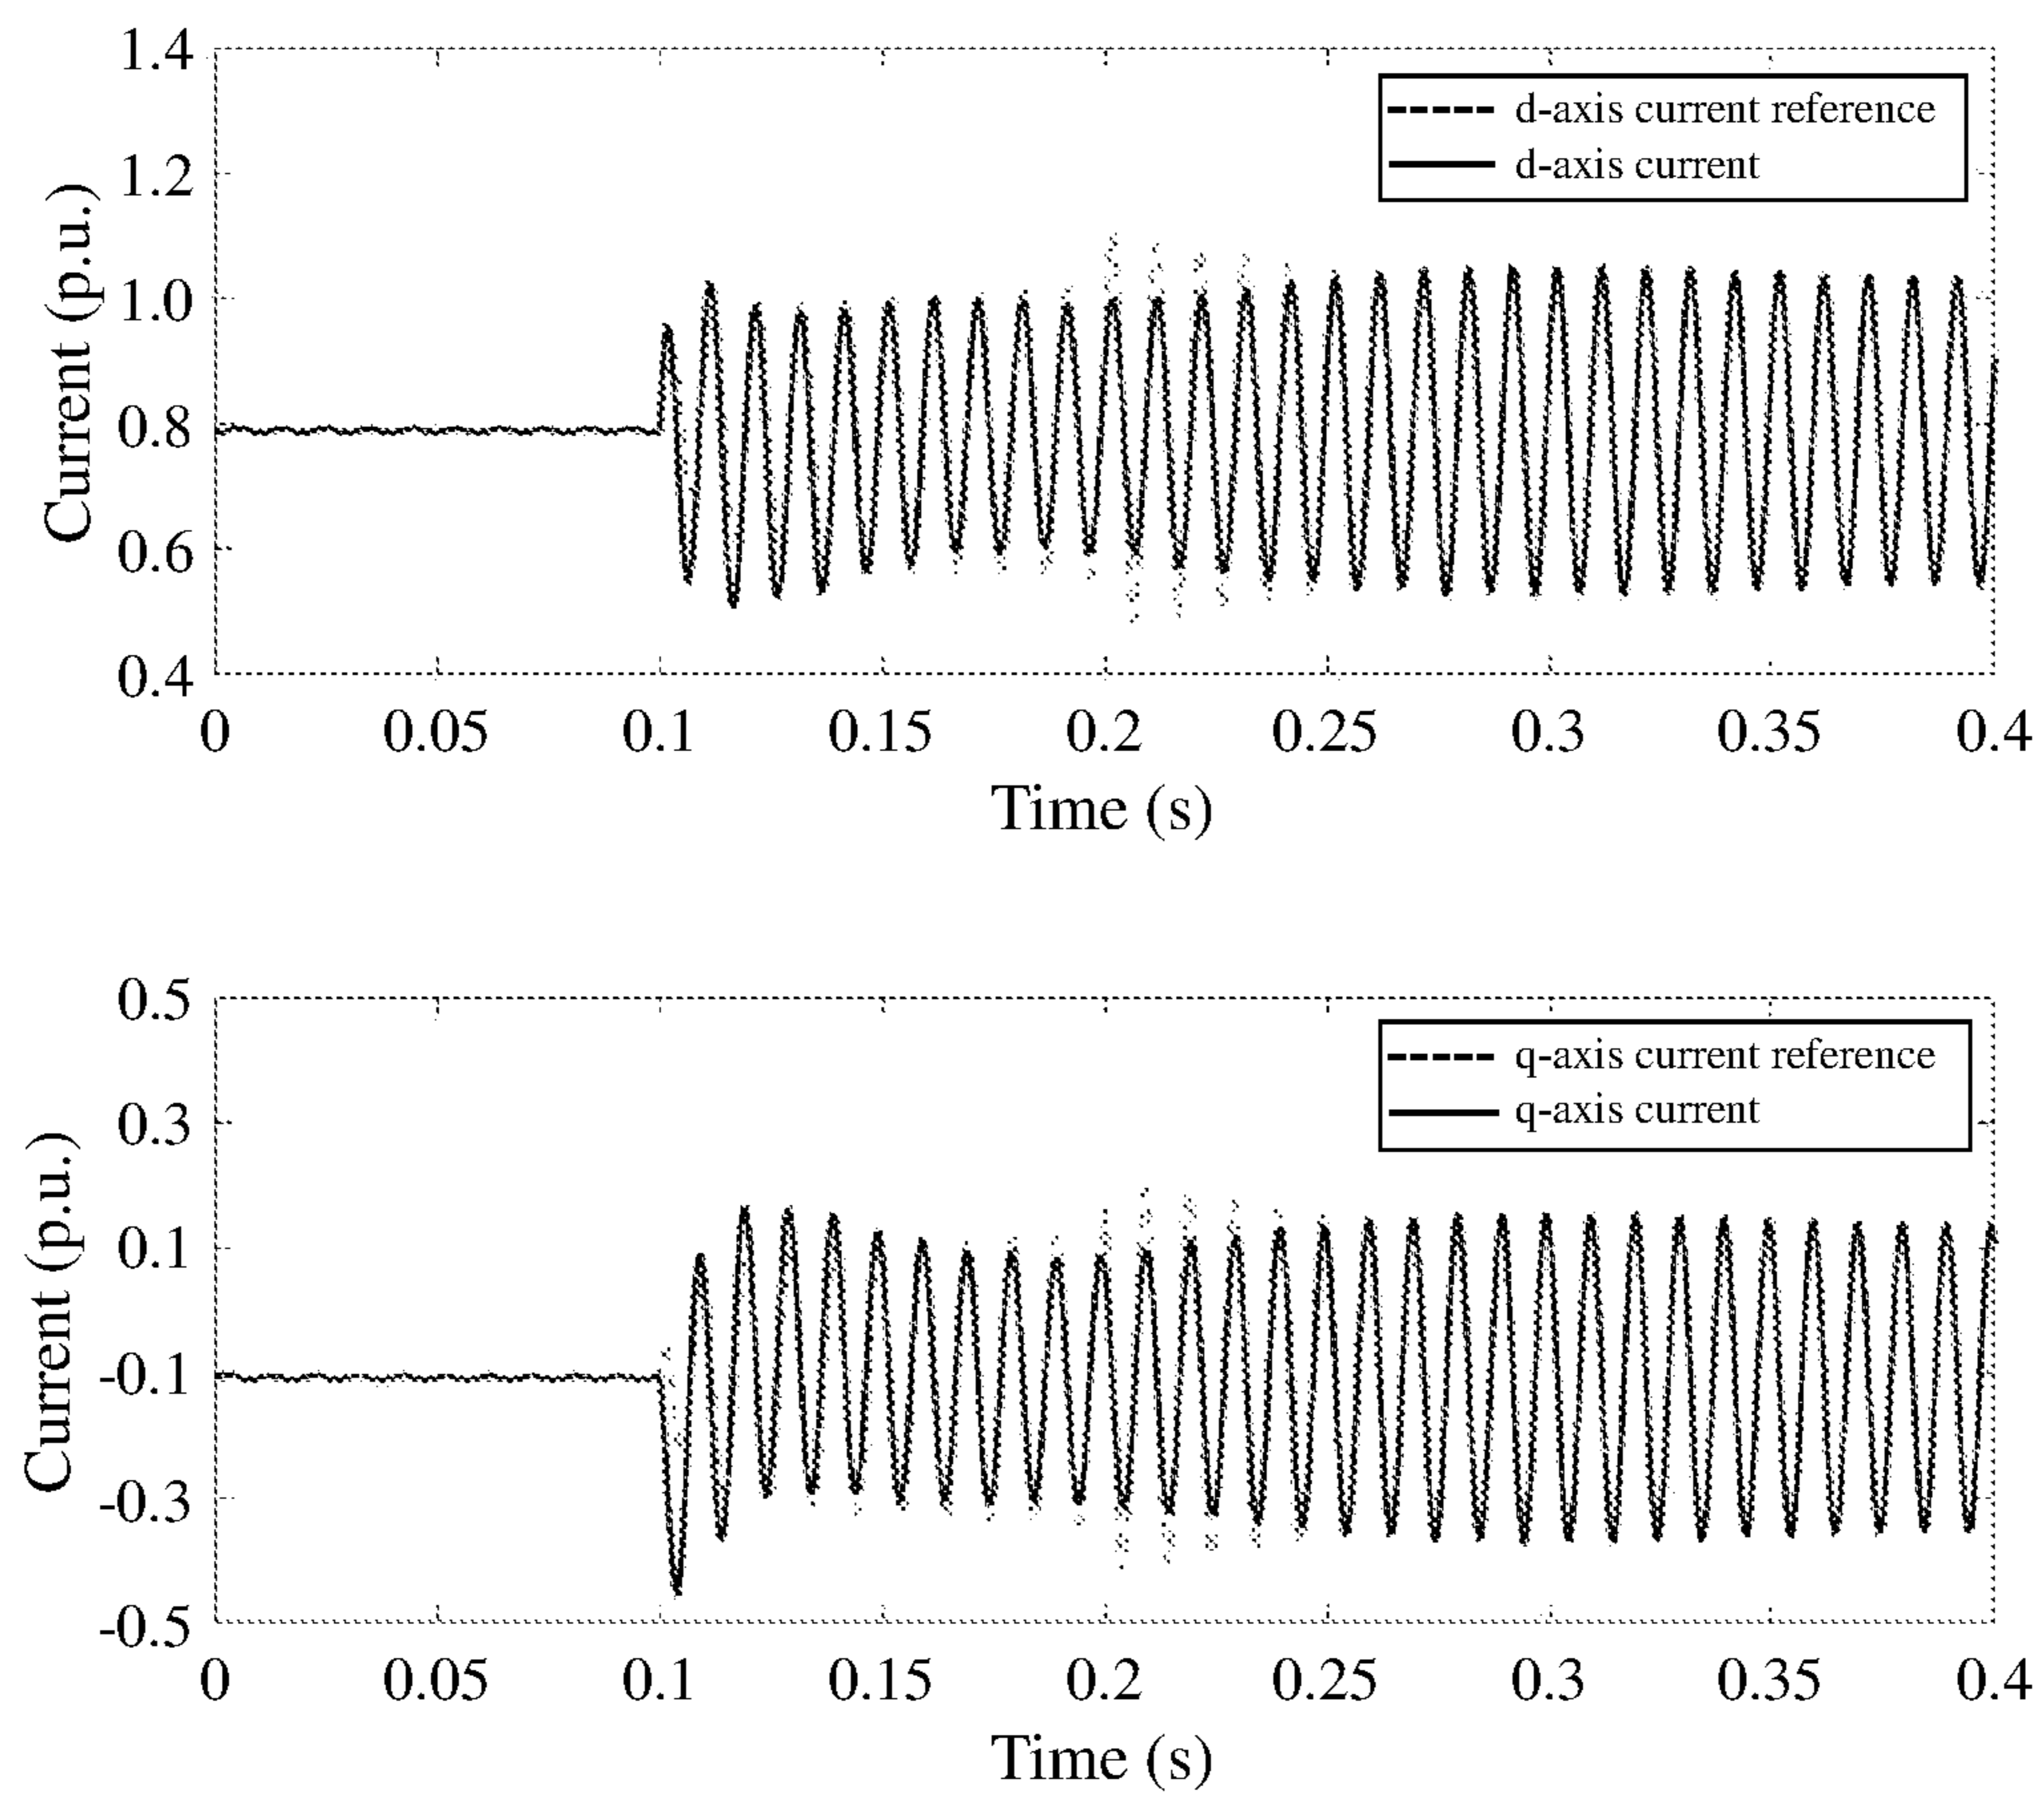 1.4
d-axis current reference
d-axis current
1.2
1.0
0.8
0.6
0.4
Current (p.u.)
0 0.05 0.1 0.15 0.2 0.25 0.3 0.35 0.4
Time (s)
0.5
q-axis current reference
q-axis current
0.3
0.1
-0.1
-0.3
-0.5
Current (p.u.)
0 0.05 0.1 0.15 0.2 0.25 0.3 0.35 0.4
Time (s)